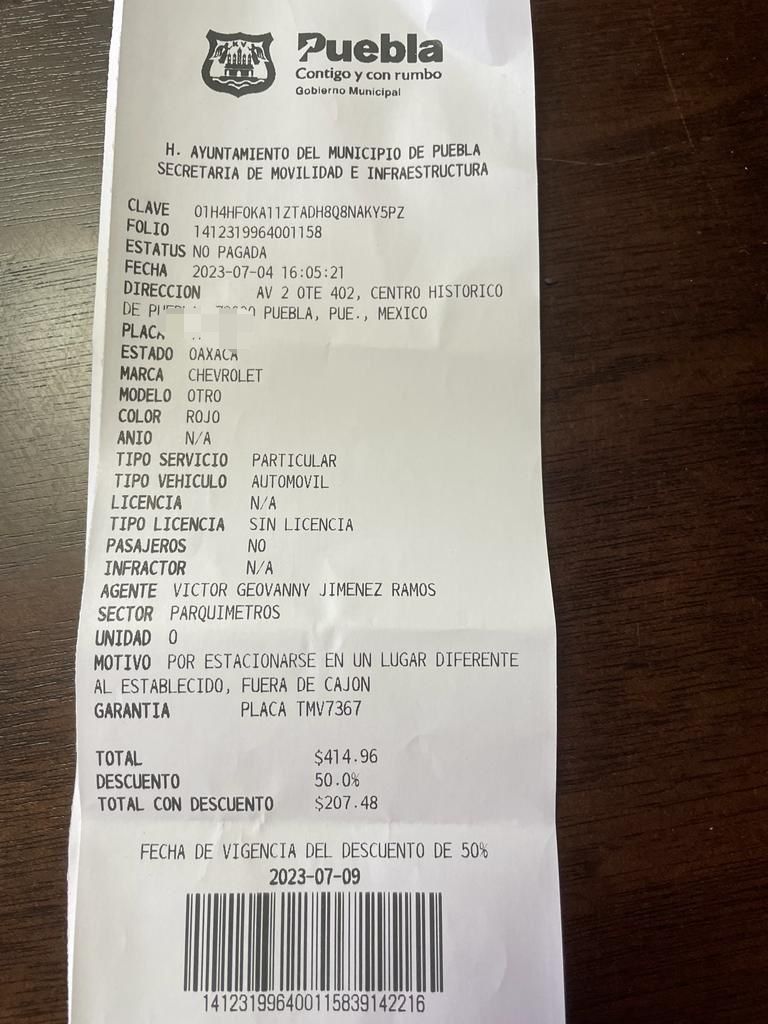 Puebla
Contigo y con rumbo
Gobierno Municipal
H. AYUNTAMIENTO DEL MUNICIPIO DE PUEBLA
SECRETARIA DE MOVILIDAD E INFRAESTRUCTURA
CLAVE 01H4HF0KA11ZTADH8Q8NAKY5PZ
FOLIO 1412319964001158
ESTATUS NO PAGADA
FECHA 2023-07-04 16:05:21
DIRECCION AV 2 OTE 402, CENTRO HISTORICO
DE PUEBLA, PUEBLA, PUE., MEXICO
PLACA
ESTADO OAXACA
MARCA CHEVROLET
MODELO OTRO
COLOR ROJO
ANIO N/A
TIPO SERVICIO PARTICULAR
TIPO VEHICULO AUTOMOVIL
LICENCIA N/A
TIPO LICENCIA SIN LICENCIA
PASAJEROS NO
INFRACTOR N/A
AGENTE VICTOR GEOVANNY JIMENEZ RAMOS
SECTOR PARQUIMETROS
UNIDAD 0
MOTIVO POR ESTACIONARSE EN UN LUGAR DIFERENTE
AL ESTABLECIDO, FUERA DE CAJON
GARANTIA PLACA TMV7367
TOTAL $414.96
DESCUENTO 50.0%
TOTAL CON DESCUENTO $207.48
FECHA DE VIGENCIA DEL DESCUENTO DE 50%
2023-07-09
141231996400115839142216